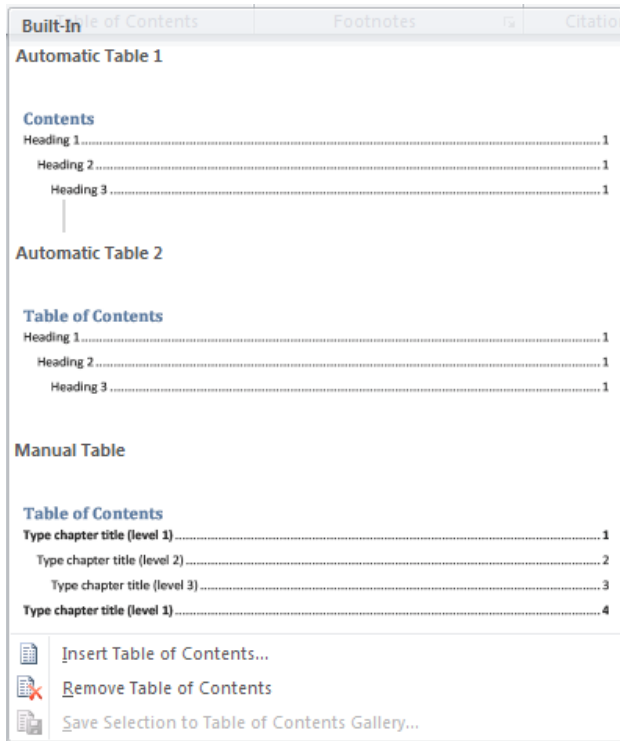 Table of Contents Footnotes Citatio
Built-In
Automatic Table 1
Contents
Heading 1........................................................................................................1
Heading 2........................................................................................................1
Heading 3........................................................................................................1
Automatic Table 2
Table of Contents
Heading 1........................................................................................................1
Heading 2........................................................................................................1
Heading 3........................................................................................................1
Manual Table
Table of Contents
Type chapter title (level 1)................................................................................1
Type chapter title (level 2)................................................................................2
Type chapter title (level 3)................................................................................3
Type chapter title (level 1)................................................................................4
Insert Table of Contents...
Remove Table of Contents
Save Selection to Table of Contents Gallery...